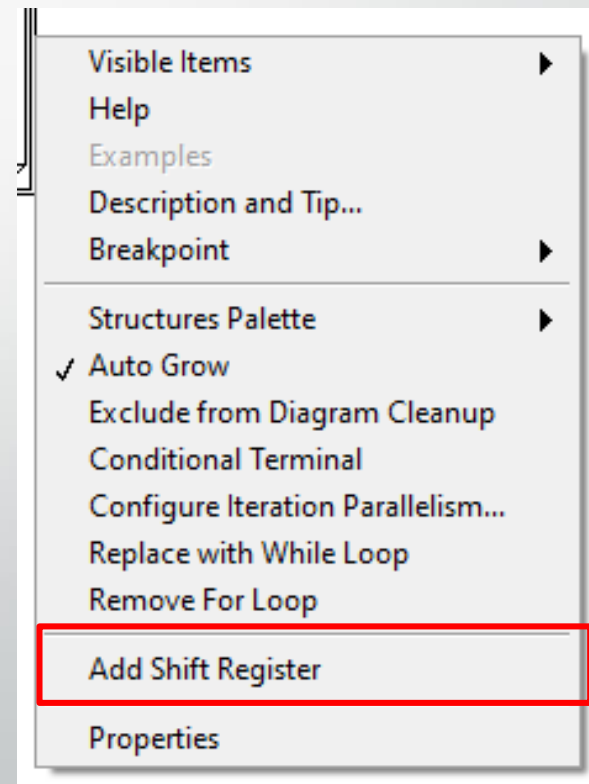 Visible Items
Help
Examples
Description and Tip...
Breakpoint
Structures Palette
Auto Grow
Exclude from Diagram Cleanup
Conditional Terminal
Configure Iteration Parallelism...
Replace with While Loop
Remove For Loop
Add Shift Register
Properties